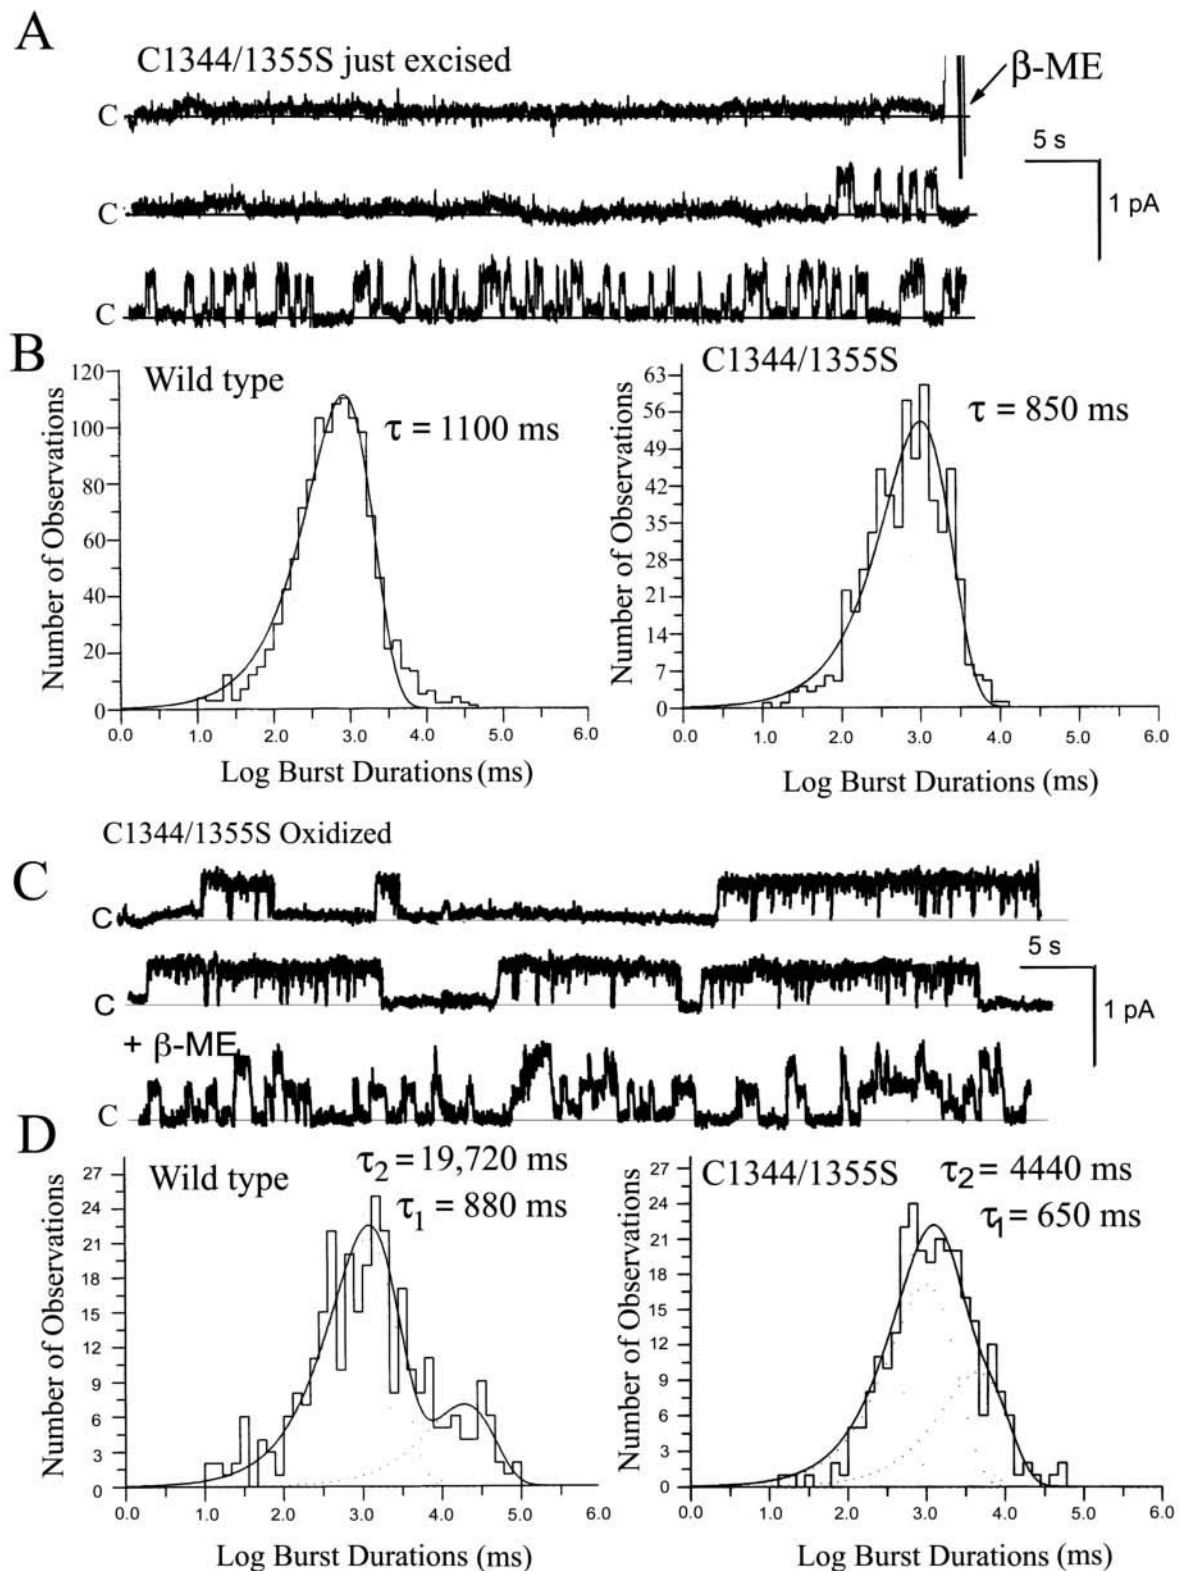 A
C1344/1355S just excised
β-ME
C
5 s
1 pA
C
C
B
Wild type
τ = 1100 ms
Number of Observations
120
100
80
60
40
20
0
0.0 1.0 2.0 3.0 4.0 5.0 6.0
Log Burst Durations (ms)
C1344/1355S
τ = 850 ms
Number of Observations
63
56
49
42
35
28
21
14
7
0
0.0 1.0 2.0 3.0 4.0 5.0 6.0
Log Burst Durations (ms)
C1344/1355S Oxidized
C
C
5 s
1 pA
C
+ β-ME
C
D
Wild type
τ2 = 19,720 ms
τ1 = 880 ms
Number of Observations
27
24
21
18
15
12
9
6
3
0
0.0 1.0 2.0 3.0 4.0 5.0 6.0
Log Burst Durations (ms)
C1344/1355S
τ2 = 4440 ms
τ1 = 650 ms
Number of Observations
27
24
21
18
15
12
9
6
3
0
0.0 1.0 2.0 3.0 4.0 5.0 6.0
Log Burst Durations (ms)